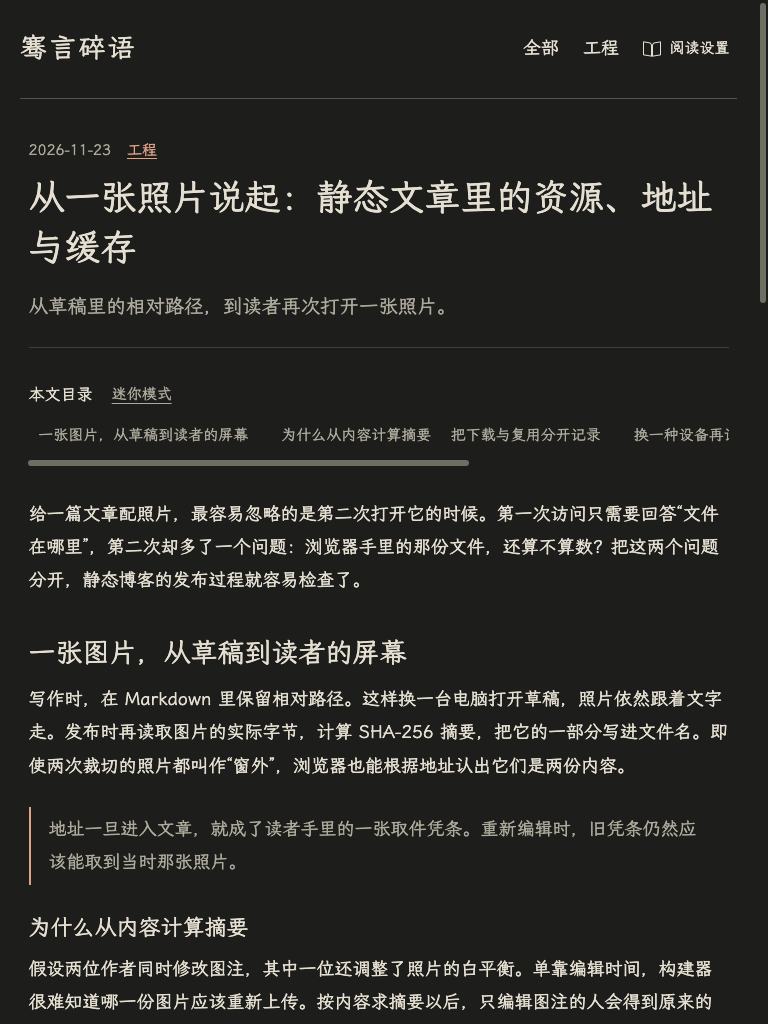 骞言碎语
全部 工程 阅读设置
2026-11-23 工程
从一张照片说起：静态文章里的资源、地址
与缓存
从草稿里的相对路径，到读者再次打开一张照片。
本文目录 迷你模式
一张图片，从草稿到读者的屏幕 为什么从内容计算摘要 把下载与复用分开记录 换一种设备再
给一篇文章配照片，最容易忽略的是第二次打开它的时候。第一次访问只需要回答“文件
在哪里”，第二次却多了一个问题：浏览器手里的那份文件，还算不算数？把这两个问题
分开，静态博客的发布过程就容易检查了。
一张图片，从草稿到读者的屏幕
写作时，在 Markdown 里保留相对路径。这样换一台电脑打开草稿，照片依然跟着文字
走。发布时再读取图片的实际字节，计算 SHA-256 摘要，把它的一部分写进文件名。即
使两次裁切的照片都叫作“窗外”，浏览器也能根据地址认出它们是两份内容。
地址一旦进入文章，就成了读者手里的一张取件凭条。重新编辑时，旧凭条仍然应
该能取到当时那张照片。
为什么从内容计算摘要
假设两位作者同时修改图注，其中一位还调整了照片的白平衡。单靠编辑时间，构建器
很难知道哪一份图片应该重新上传。按内容求摘要以后，只编辑图注的人会得到原来的